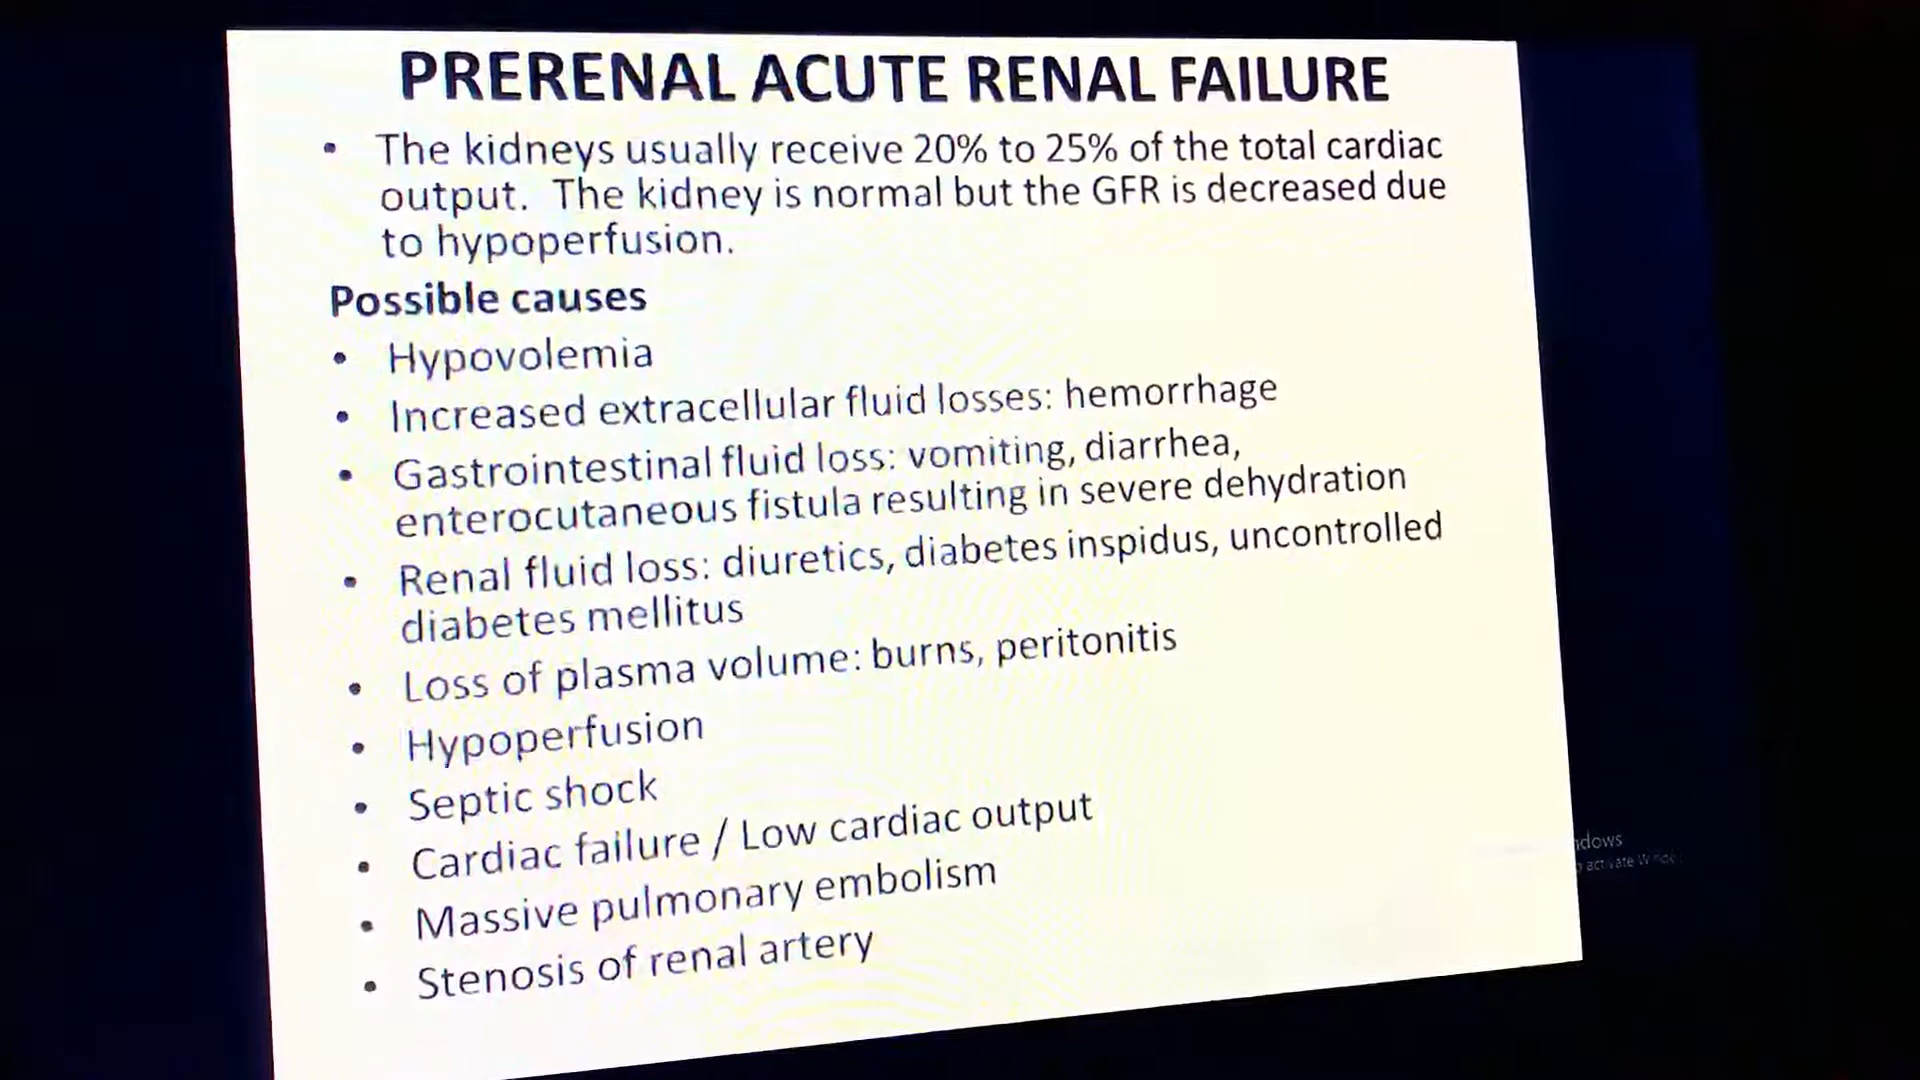 PRERENAL ACUTE RENAL FAILURE
• The kidneys usually receive 20% to 25% of the total cardiac
output. The kidney is normal but the GFR is decreased due
to hypoperfusion.
Possible causes
• Hypovolemia
• Increased extracellular fluid losses: hemorrhage
• Gastrointestinal fluid loss: vomiting, diarrhea,
enterocutaneous fistula resulting in severe dehydration
• Renal fluid loss: diuretics, diabetes inspidus, uncontrolled
diabetes mellitus
• Loss of plasma volume: burns, peritonitis
• Hypoperfusion
• Septic shock
• Cardiac failure / Low cardiac output
• Massive pulmonary embolism
• Stenosis of renal artery
activate